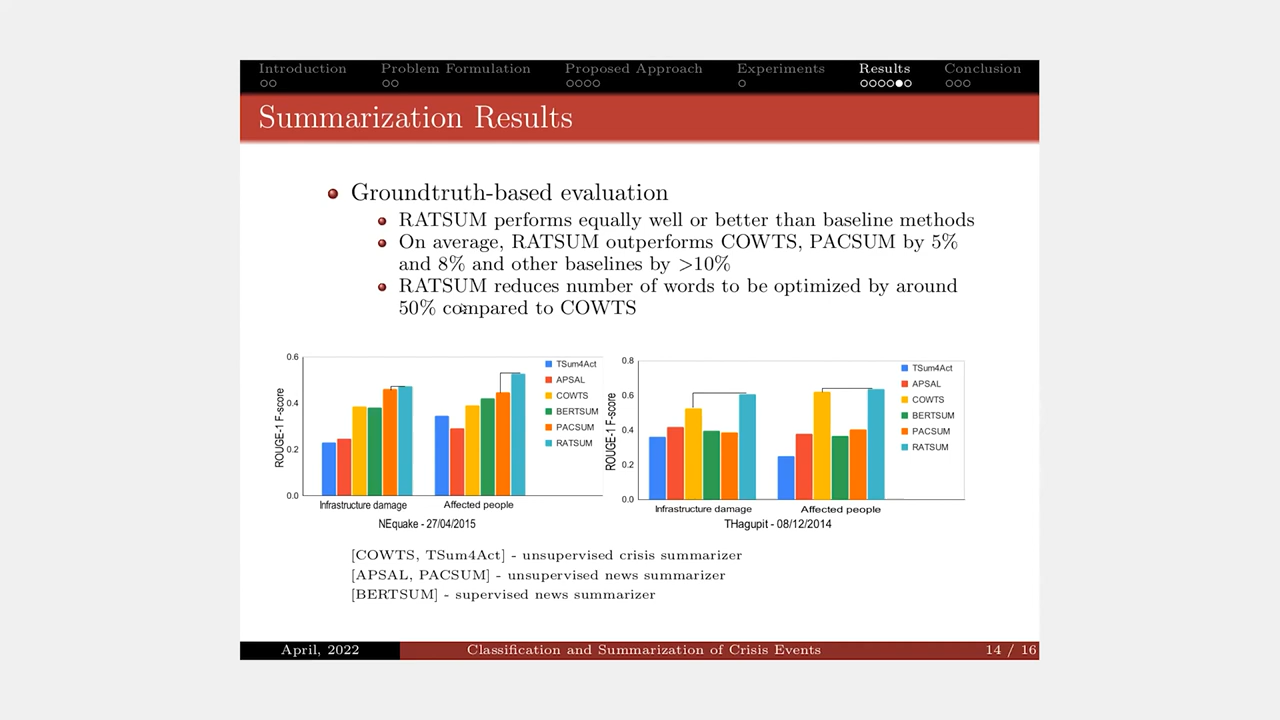 Introduction Problem Formulation Proposed Approach Experiments Results Conclusion
Summarization Results
Groundtruth-based evaluation
RATSUM performs equally well or better than baseline methods
On average, RATSUM outperforms COWTS, PACSUM by 5%
and 8% and other baselines by >10%
RATSUM reduces number of words to be optimized by around
50% compared to COWTS
ROUGE-1 F-score
0.6
0.4
0.2
0.0
Infrastructure damage
Affected people
NEquake - 27/04/2015
TSum4Act
APSAL
COWTS
BERTSUM
PACSUM
RATSUM
ROUGE-1 F-score
0.8
0.6
0.4
0.2
0.0
Infrastructure damage
Affected people
THagupit - 08/12/2014
TSum4Act
APSAL
COWTS
BERTSUM
PACSUM
RATSUM
[COWTS, TSum4Act] - unsupervised crisis summarizer
[APSAL, PACSUM] - unsupervised news summarizer
[BERTSUM] - supervised news summarizer
April, 2022 Classification and Summarization of Crisis Events 14 / 16